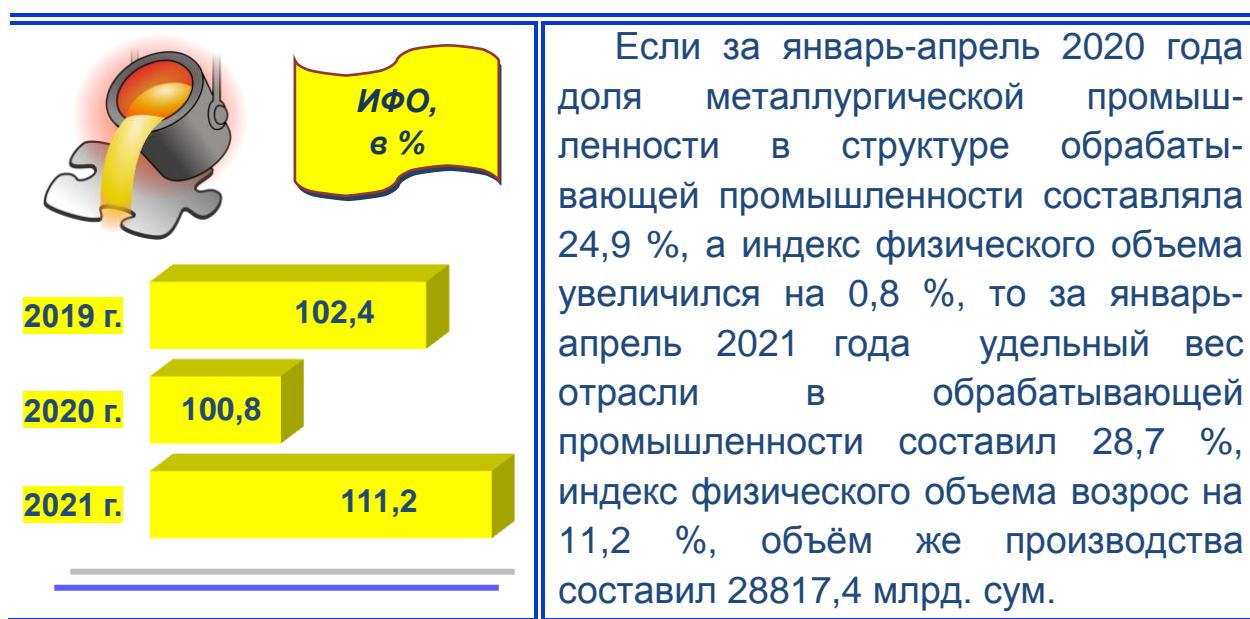 ИФО,
в %
2019 г.
102,4
2020 г.
100,8
2021 г.
111,2
Если за январь-апрель 2020 года
доля металлургической промыш-
ленности в структуре обрабаты-
вающей промышленности составляла
24,9 %, а индекс физического объема
увеличился на 0,8 %, то за январь-
апрель 2021 года удельный вес
отрасли в обрабатывающей
промышленности составил 28,7 %,
индекс физического объема возрос на
11,2 %, объём же производства
составил 28817,4 млрд. сум.